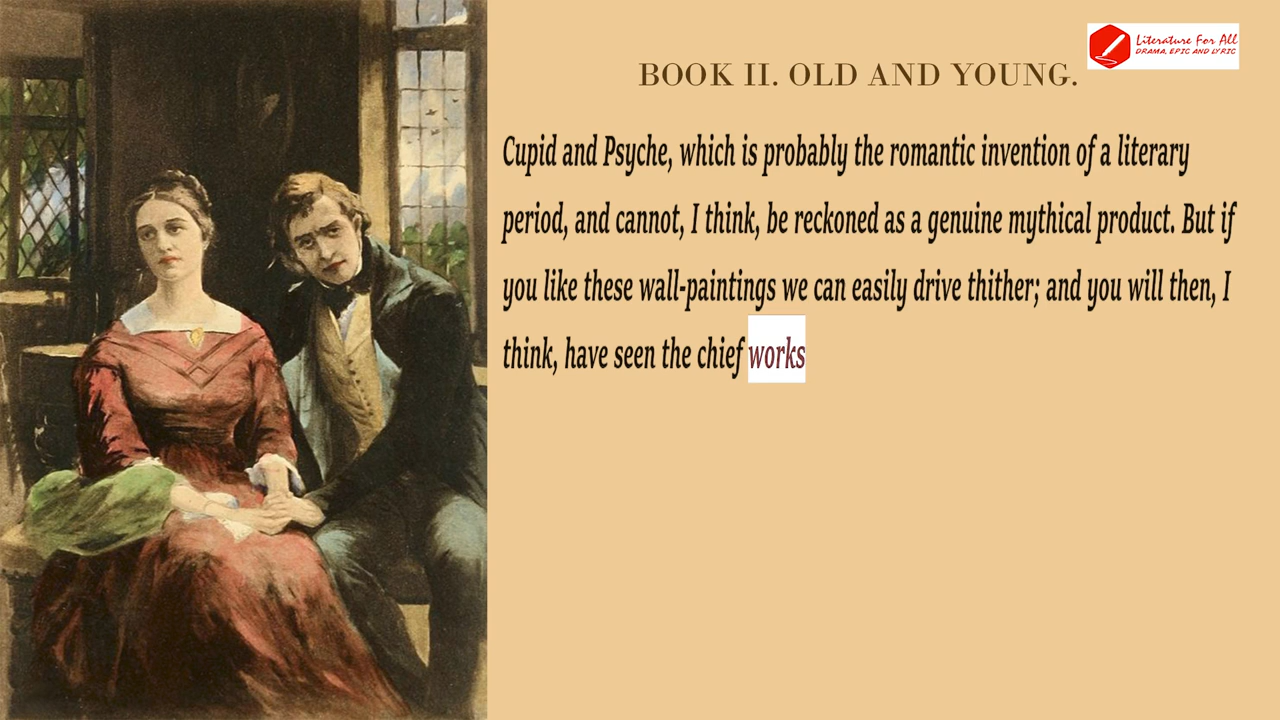 Literature For All
DRAMA, EPIC AND LYRIC
BOOK II. OLD AND YOUNG.
Cupid and Psyche, which is probably the romantic invention of a literary
period, and cannot, I think, be reckoned as a genuine mythical product. But if
you like these wall-paintings we can easily drive thither; and you will then, I
think, have seen the chief works